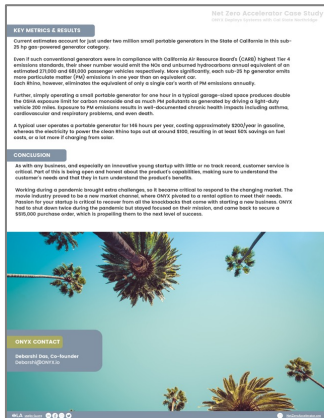 Net Zero Accelerator Case Study
KEY METRICS & RESULTS
Current estimates account for just under two million small portable generators in the State of California in this sub-
25 hp gas-powered generator category.
Even if such conventional generators were in compliance with California Air Resource Board (CARB) highest Tier 4
emissions standards, their sheer number would emit the NOx and unburned hydrocarbons annual equivalent of
estimated 271,000 and 681,000 passenger vehicles respectively. More significantly, each sub-25 hp generator emits
more particulate matter (PM) emissions in one year than an equivalent car.
Each Rhino, however, eliminates the equivalent of only a single car's worth of PM emissions annually.
Further, simply operating a small portable generator for one hour in a typical garage-sized space produces double
the OSHA exposure limit for carbon monoxide and as much PM pollutants as generated by driving a light-duty
vehicle 200 miles. Exposure to PM emissions results in well-documented chronic health impacts including asthma,
cardiovascular and respiratory problems, and even death.
A typical user operates a portable generator for 146 hours per year, costing approximately $200/year in gasoline,
whereas the electricity to power the clean Rhino tops out at around $100, resulting in at least 50% savings on fuel
costs, or a lot more if charging from solar.
CONCLUSION
As with any business, and especially an innovative young startup with little or no track record, customer service is
critical. Part of this is being open and honest about the product's capabilities, making sure to understand the
customer's needs and that they in turn understand the product's benefits.
Working during a pandemic brought extra challenges, so it became critical to respond to the changing market. The
movie industry proved to be a new market channel, where ONYX pivoted to a rental option to meet their needs.
Passion for your startup is critical to recover from all the knockbacks that come with starting a new business. ONYX
had to shut down twice during the pandemic but stayed focused on their mission, and came back to secure a
$515,000 purchase order, which is propelling them to the next level of success.
ONYX CONTACT
Debarshi Das, Co-founder
Debarshi@ONYX.io